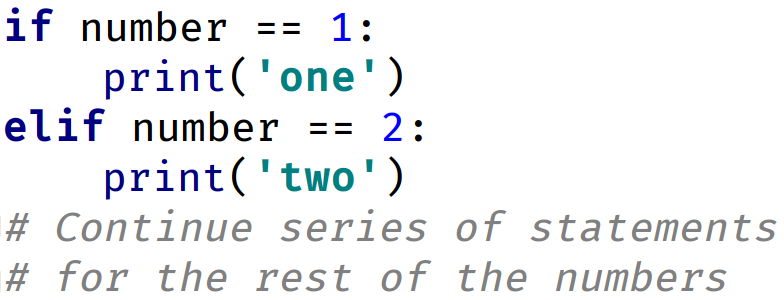 if number == 1:
    print('one')
elif number == 2:
    print('two')
# Continue series of statements
# for the rest of the numbers